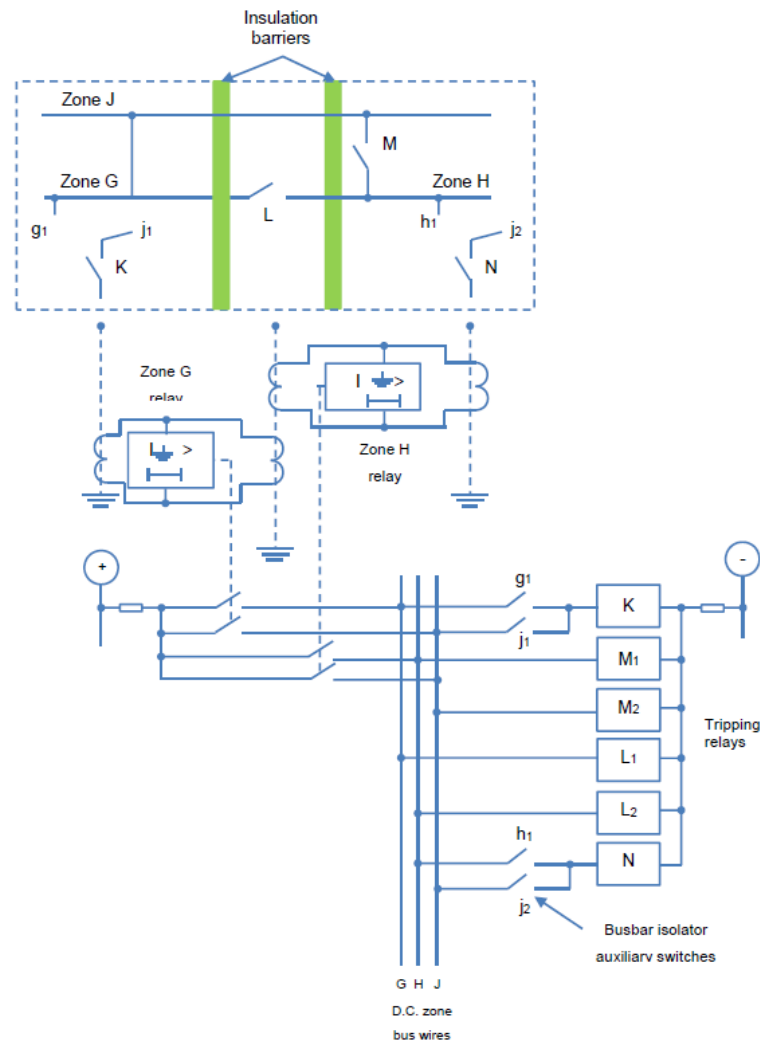 Insulation
barriers
Zone J
M
Zone G
Zone H
L
g1
j1
h1
j2
K
N
Zone G
relay
I >
I >
Zone H
relay
+
-
g1
K
j1
M1
M2
Tripping
relays
L1
L2
h1
N
j2
Busbar isolator
auxiliary switches
G H J
D.C. zone
bus wires